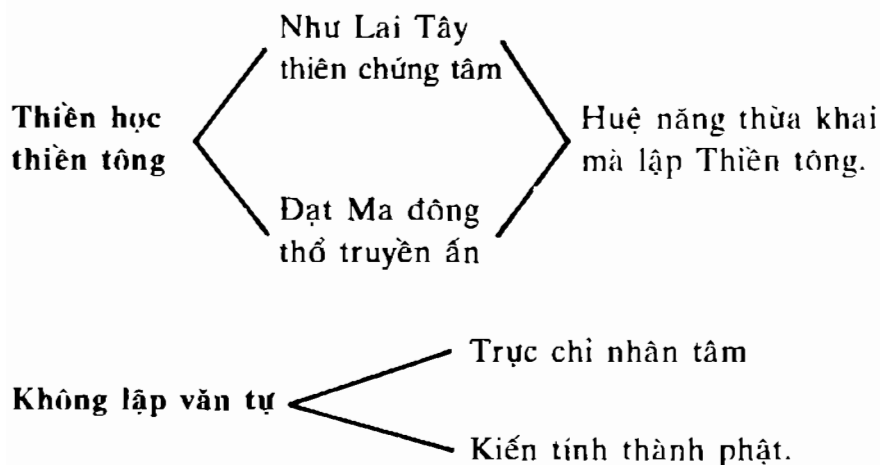 Như Lai Tây
thiên chứng tâm
Thiền học
thiền tông
Huệ năng thừa khai
mà lập Thiền tông.
Đạt Ma đông
thổ truyền ấn
Trực chỉ nhân tâm
Không lập văn tự
Kiến tính thành phật.